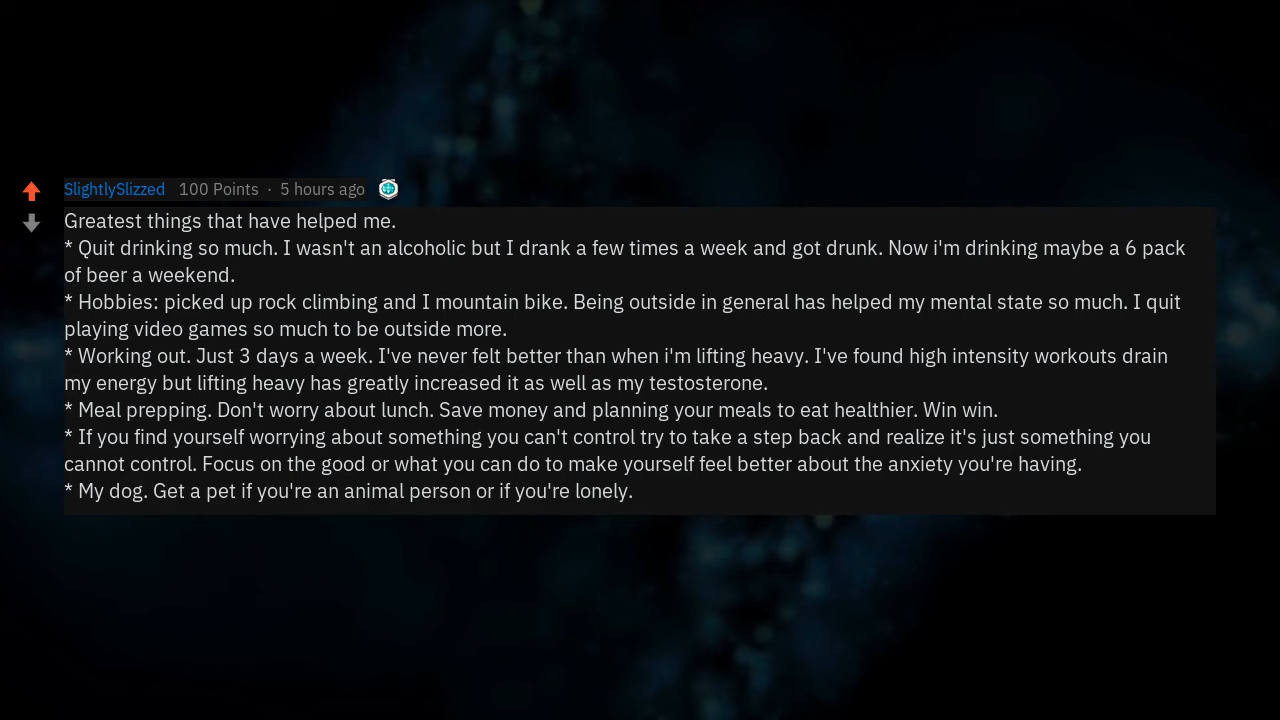 SlightlySlizzed 100 Points · 5 hours ago
Greatest things that have helped me.
* Quit drinking so much. I wasn't an alcoholic but I drank a few times a week and got drunk. Now i'm drinking maybe a 6 pack
of beer a weekend.
* Hobbies: picked up rock climbing and I mountain bike. Being outside in general has helped my mental state so much. I quit
playing video games so much to be outside more.
* Working out. Just 3 days a week. I've never felt better than when i'm lifting heavy. I've found high intensity workouts drain
my energy but lifting heavy has greatly increased it as well as my testosterone.
* Meal prepping. Don't worry about lunch. Save money and planning your meals to eat healthier. Win win.
* If you find yourself worrying about something you can't control try to take a step back and realize it's just something you
cannot control. Focus on the good or what you can do to make yourself feel better about the anxiety you're having.
* My dog. Get a pet if you're an animal person or if you're lonely.